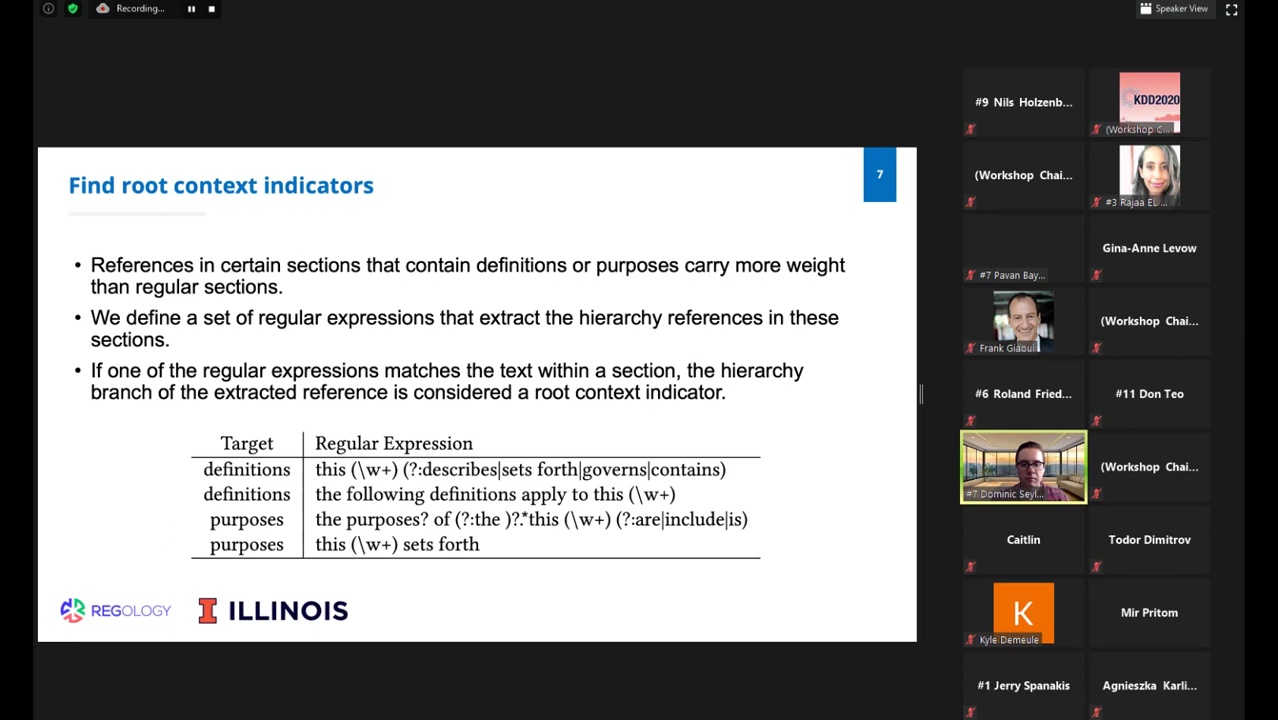 Recording...
Speaker View
Find root context indicators
7
• References in certain sections that contain definitions or purposes carry more weight
than regular sections.
• We define a set of regular expressions that extract the hierarchy references in these
sections.
• If one of the regular expressions matches the text within a section, the hierarchy
branch of the extracted reference is considered a root context indicator.
Target Regular Expression
definitions this (\w+) (?:describes|sets forth|governs|contains)
definitions the following definitions apply to this (\w+)
purposes the purposes? of (?:the )?.*this (\w+) (?:are|include|is)
purposes this (\w+) sets forth
REGOLOGY
ILLINOIS
#9 Nils Holzenb...
KDD2020
(Workshop C...
(Workshop Chai...
#3 Rajaa EL ...
#7 Pavan Bay...
Gina-Anne Levow
Frank Giaoui
(Workshop Chai...
#6 Roland Fried...
#11 Don Teo
#7 Dominic Seyl...
(Workshop Chai...
Caitlin
Todor Dimitrov
K
Kyle Demeule
Mir Pritom
#1 Jerry Spanakis
Agnieszka Karli...